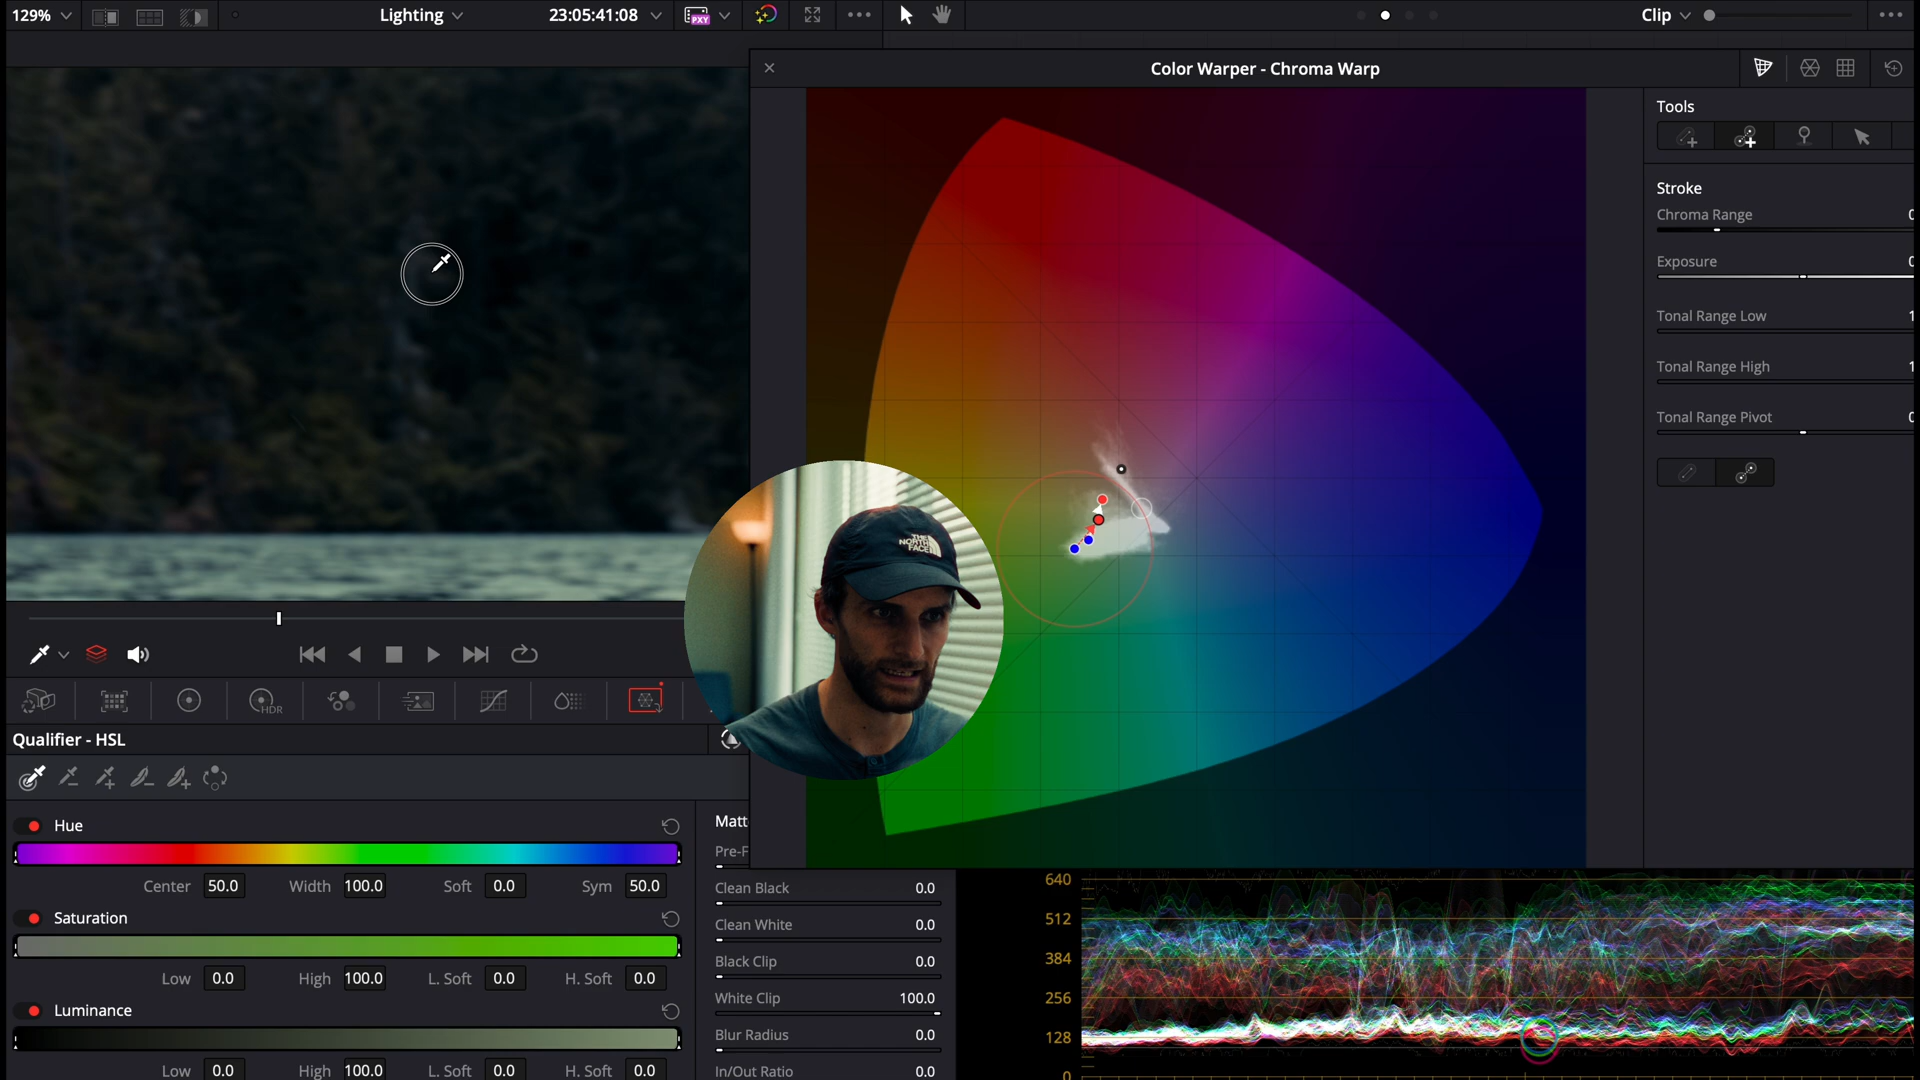 129%
Lighting
23:05:41:08
PXY
Clip
Color Warper - Chroma Warp
Tools
Stroke
Chroma Range
Exposure
Tonal Range Low
Tonal Range High
Tonal Range Pivot
THE
NORTH
FACE
HDR
Qualifier - HSL
Hue
Center 50.0 Width 100.0 Soft 0.0 Sym 50.0
Saturation
Low 0.0 High 100.0 L. Soft 0.0 H. Soft 0.0
Luminance
Low 0.0 High 100.0 L. Soft 0.0 H. Soft 0.0
Matt
Pre-F
Clean Black 0.0
Clean White 0.0
Black Clip 0.0
White Clip 100.0
Blur Radius 0.0
In/Out Ratio 0.0
640
512
384
256
128
0